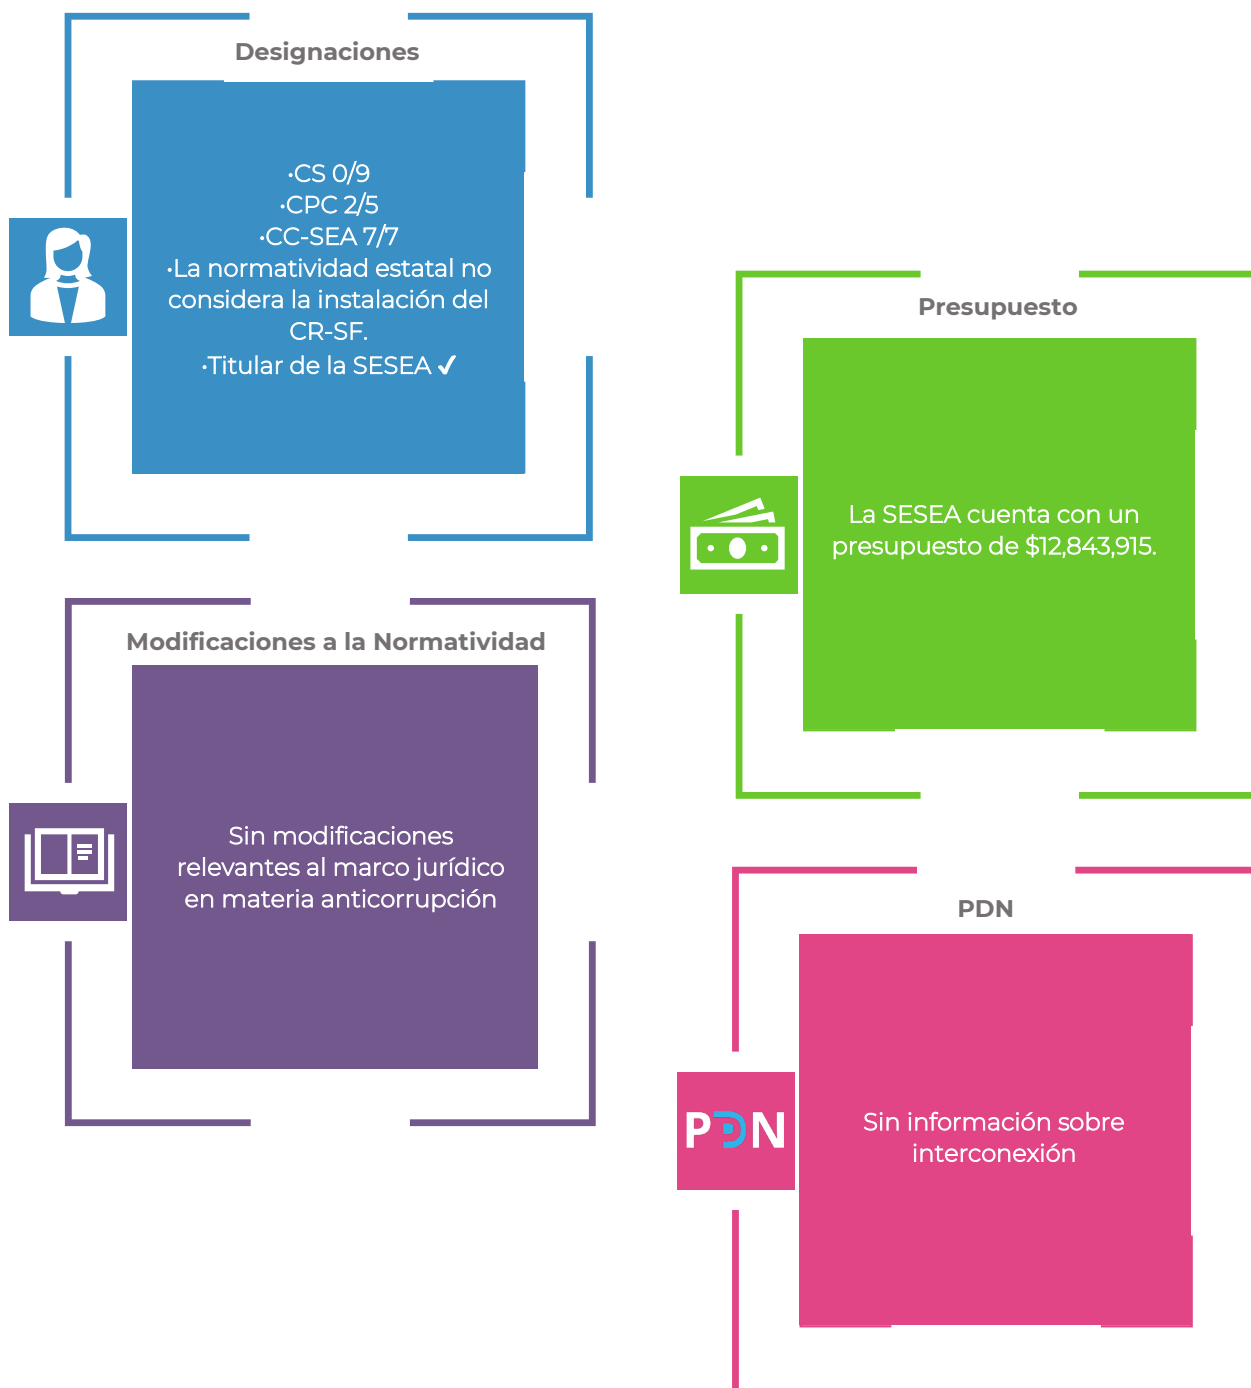 Designaciones
•CS 0/9
•CPC 2/5
•CC-SEA 7/7
•La normatividad estatal no
considera la instalación del
CR-SF.
•Titular de la SESEA ✔
Presupuesto
La SESEA cuenta con un
presupuesto de $12,843,915.
Modificaciones a la Normatividad
Sin modificaciones
relevantes al marco jurídico
en materia anticorrupción
PDN
PDN
Sin información sobre
interconexión